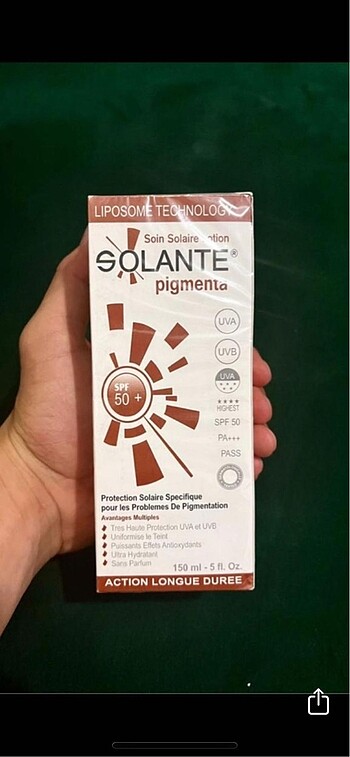 LIPOSOME TECHNOLOGY
Soin Solaire
SOLANTE®
pigmenta
UVA
UVB
UVA
HIGHEST
SPF 50
PA+++
PASS
SPF
50 +
Protection Solaire Specifique
pour les Problemes De Pigmentation
Avantages Multiples
Tres Haute Protection UVA et UVB
Uniformise le Teint
Puissants Effets Antioxydants
Ultra Hydratant
Sans Parfum
150 ml - 5 fl. Oz.
ACTION LONGUE DUREE